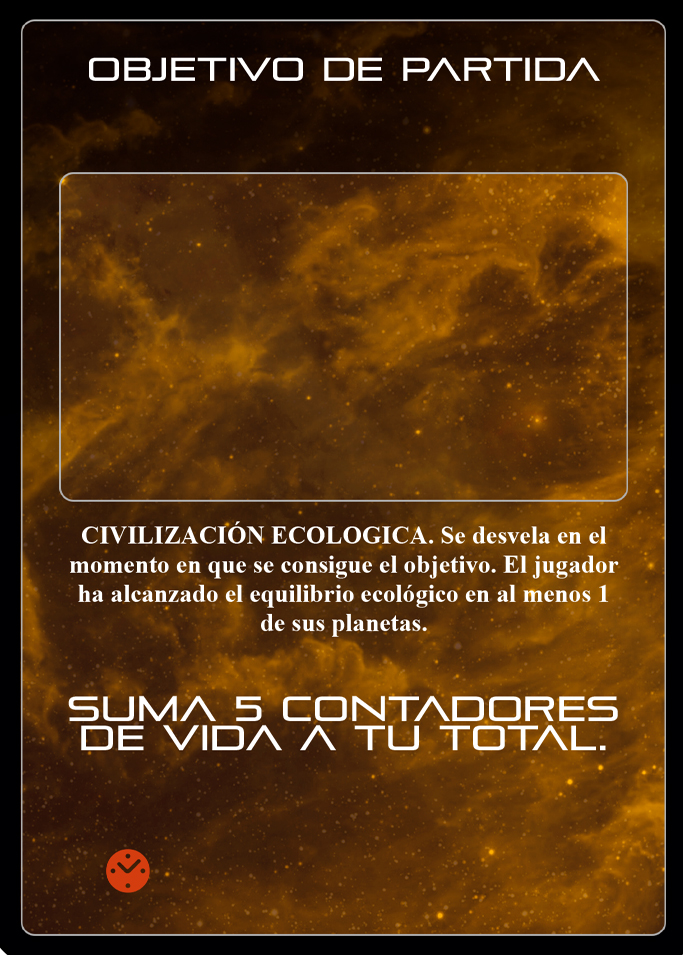 OBJETIVO DE PARTIDA
CIVILIZACIÓN ECOLOGICA. Se desvela en el
momento en que se consigue el objetivo. El jugador
ha alcanzado el equilibrio ecológico en al menos 1
de sus planetas.
SUMA 5 CONTADORES
DE VIDA A TU TOTAL.